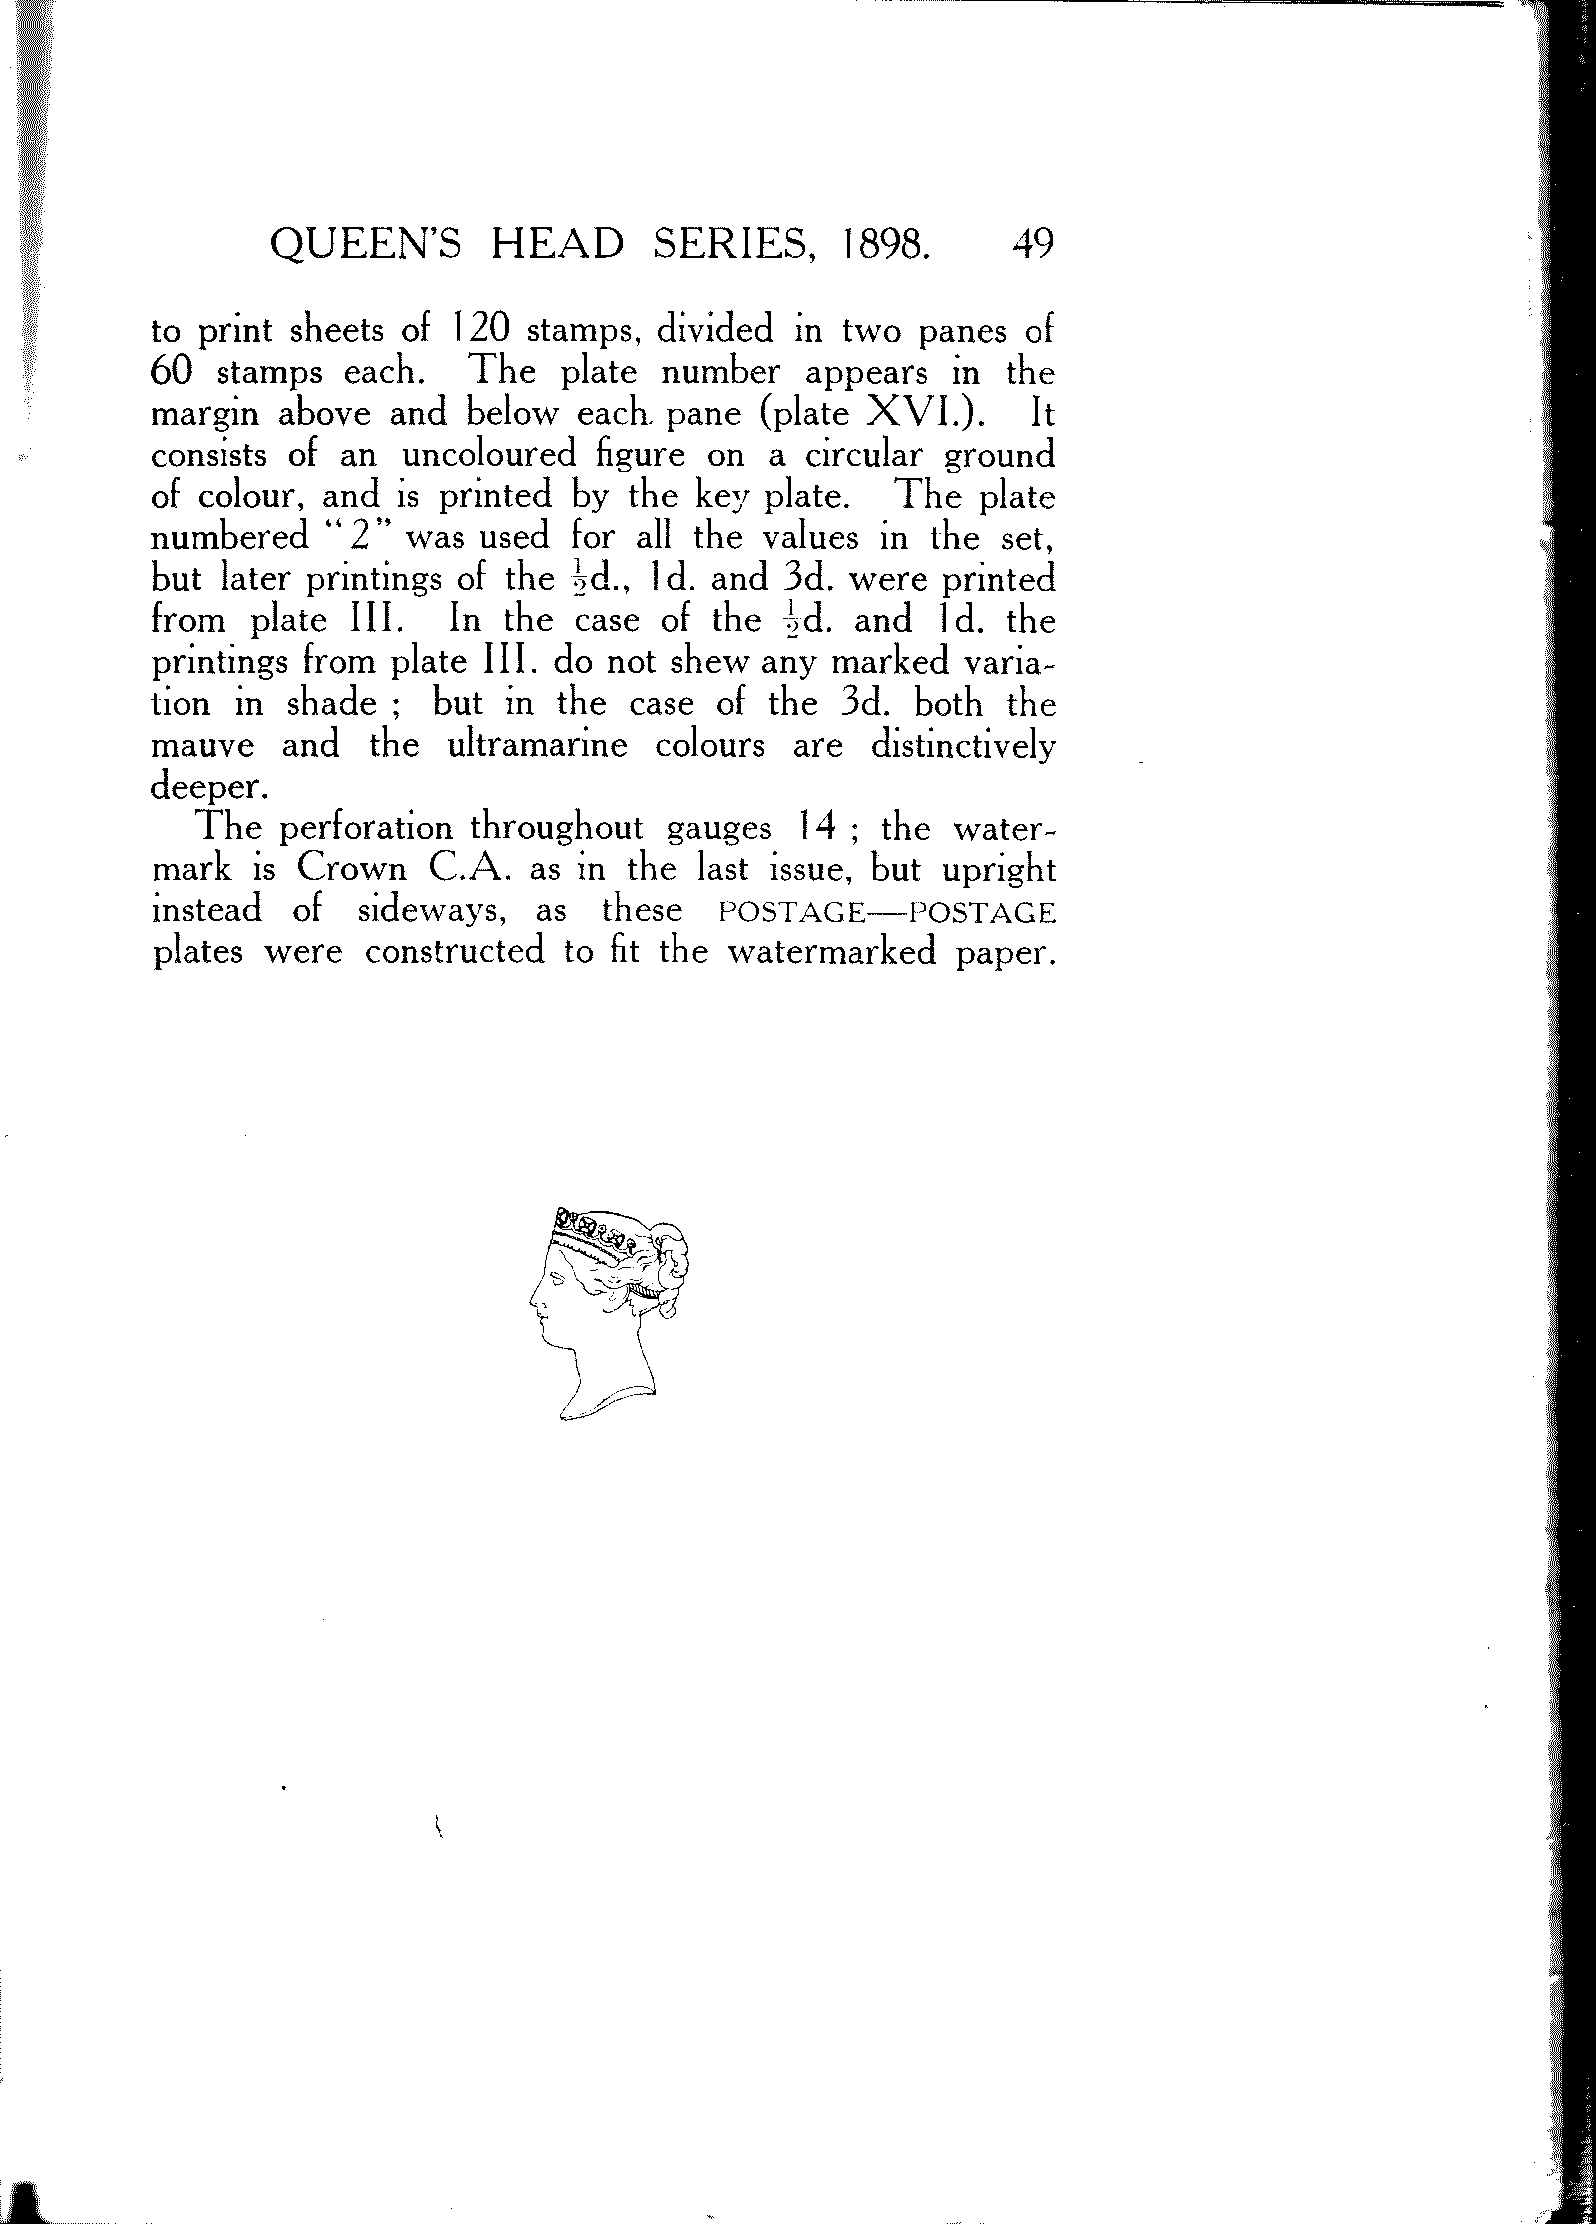 QUEEN'S HEAD SERIES, 1898. 49
to print sheets of 120 stamps, divided in two panes of
60 stamps each. The plate number appears in the
margin above and below each pane (plate XVI.). It
consists of an uncoloured figure on a circular ground
of colour, and is printed by the key plate. The plate
numbered "2" was used for all the values in the set,
but later printings of the ½d., 1d. and 3d. were printed
from plate III. In the case of the ½d. and 1d. the
printings from plate III. do not shew any marked varia-
tion in shade ; but in the case of the 3d. both the
mauve and the ultramarine colours are distinctively
deeper.
The perforation throughout gauges 14 ; the water-
mark is Crown C.A. as in the last issue, but upright
instead of sideways, as these POSTAGE—POSTAGE
plates were constructed to fit the watermarked paper.